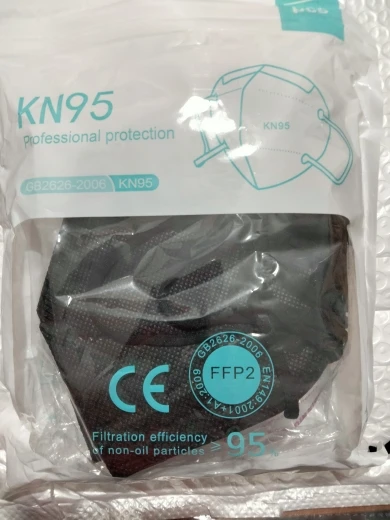 KN95
Professional protection
GB2626-2006 KN95
KN95
CE
GB2626-2006
FFP2
EN149:2001+A1:2009
Filtration efficiency
of non-oil particles ≥ 95%